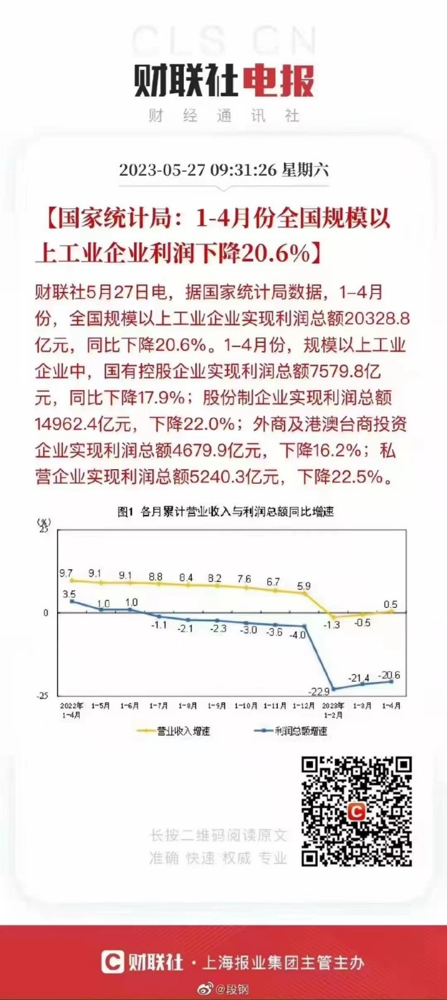 CLS CN
财联社电报
财经通讯社
2023-05-27 09:31:26 星期六
【国家统计局：1-4月份全国规模以
上工业企业利润下降20.6%】
财联社5月27日电，据国家统计局数据，1–4月
份，全国规模以上工业企业实现利润总额20328.8
亿元，同比下降20.6%。1–4月份，规模以上工业
企业中，国有控股企业实现利润总额7579.8亿
元，同比下降17.9%；股份制企业实现利润总额
14962.4亿元，下降22.0%；外商及港澳台商投资
企业实现利润总额4679.9亿元，下降16.2%；私
营企业实现利润总额5240.3亿元，下降22.5%。
图1 各月累计营业收入与利润总额同比增速
(%)
25
9.7 9.1 9.1 8.8 8.4 8.2 7.6 6.7 5.9 -1.3 -0.5 0.5
3.5 1.0 1.0 -1.1 -2.1 -2.3 -3.0 -3.6 -4.0 -22.9 -21.4 -20.6
0
-25
2022年 1-4月 1-5月 1-6月 1-7月 1-8月 1-9月 1-10月 1-11月 1-12月 2023年 1-2月 1-3月 1-4月
营业收入增速 利润总额增速
长按二维码阅读原文
准确 快速 权威 专业
C
C 财联社·上海报业集团主管主办
@段钢